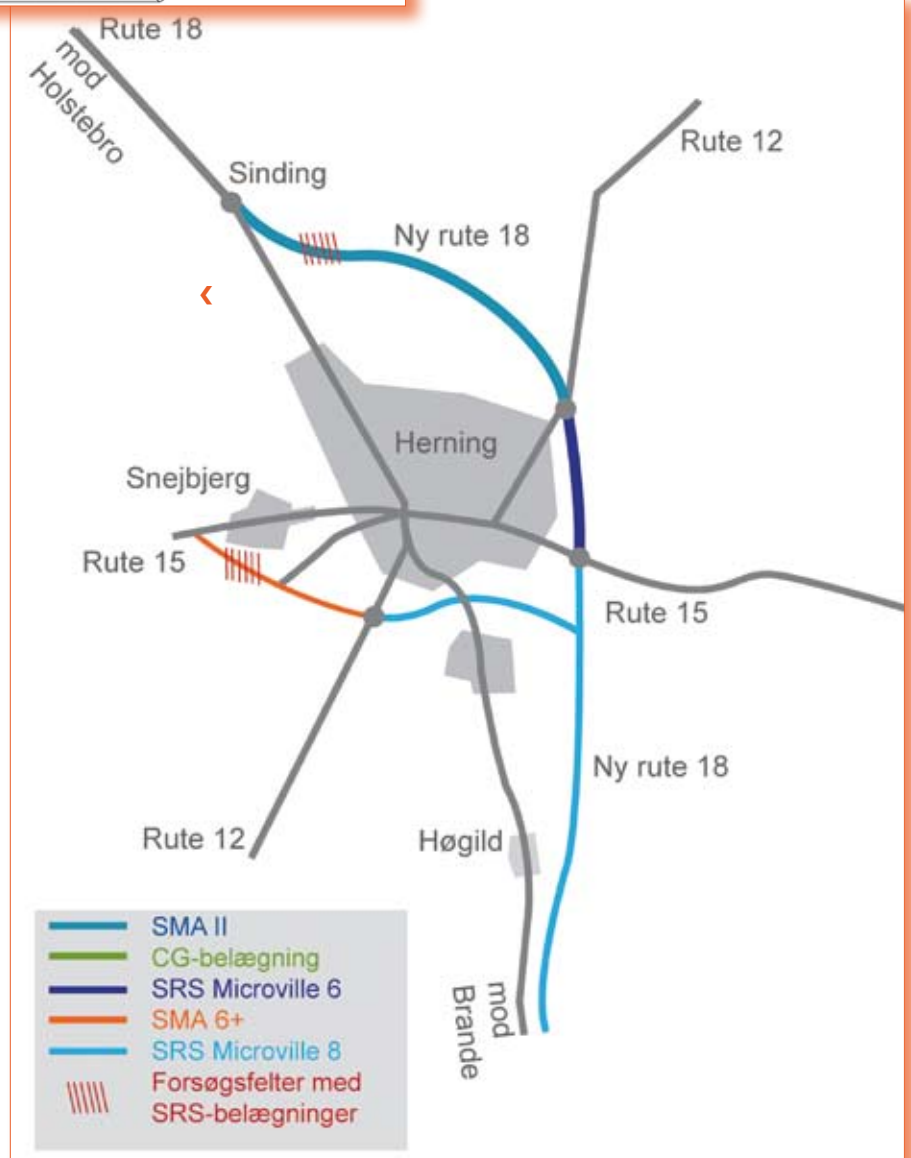 Rute 18
mod
Holstebro
Rute 12
Sinding
Ny rute 18
‹
Herning
Snejbjerg
Rute 15
Rute 15
Ny rute 18
Rute 12
Høgild
mod
Brande
SMA II
CG-belægning
SRS Microville 6
SMA 6+
SRS Microville 8
Forsøgsfelter med
SRS-belægninger